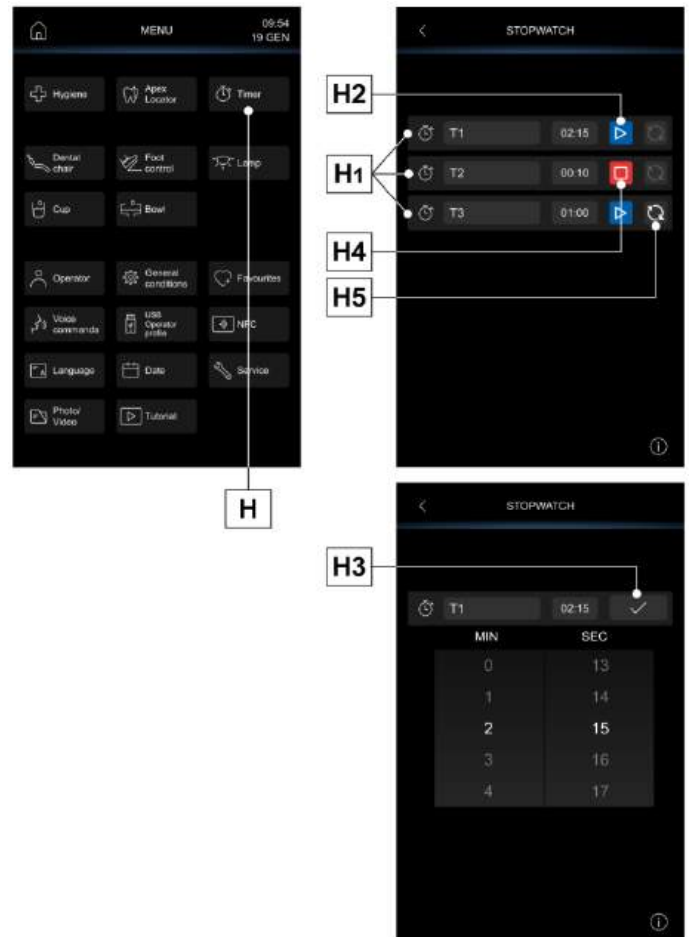 MENU
09:54
19 GEN
Hygiene
Apex
Locator
Timer
Dental
chair
Foot
control
Lamp
Cup
Bowl
Operator
General
conditions
Favourites
Voice
commands
USB
Operator
profile
NFC
Language
Date
Service
Photo/
Video
Tutorial
H
STOPWATCH
H2
T1 02:15
H1
T2 00:10
T3 01:00
H4
H5
STOPWATCH
H3
T1 02:15
MIN SEC
0 13
1 14
2 15
3 16
4 17